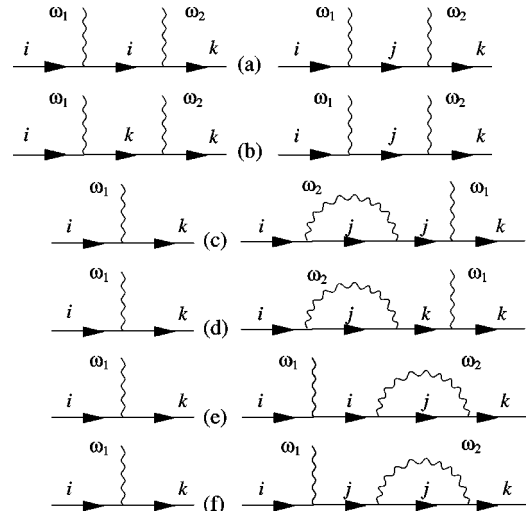 ω₁ ω₂ ω₁ ω₂
i i k (a) i j k
ω₁ ω₂ ω₁ ω₂
i k k (b) i j k
ω₁ ω₂ ω₁
i k (c) i j j k
ω₁ ω₂ ω₁
i k (d) i j k k
ω₁ ω₁ ω₂
i k (e) i i j k
ω₁ ω₁ ω₂
i k (f) i j j k